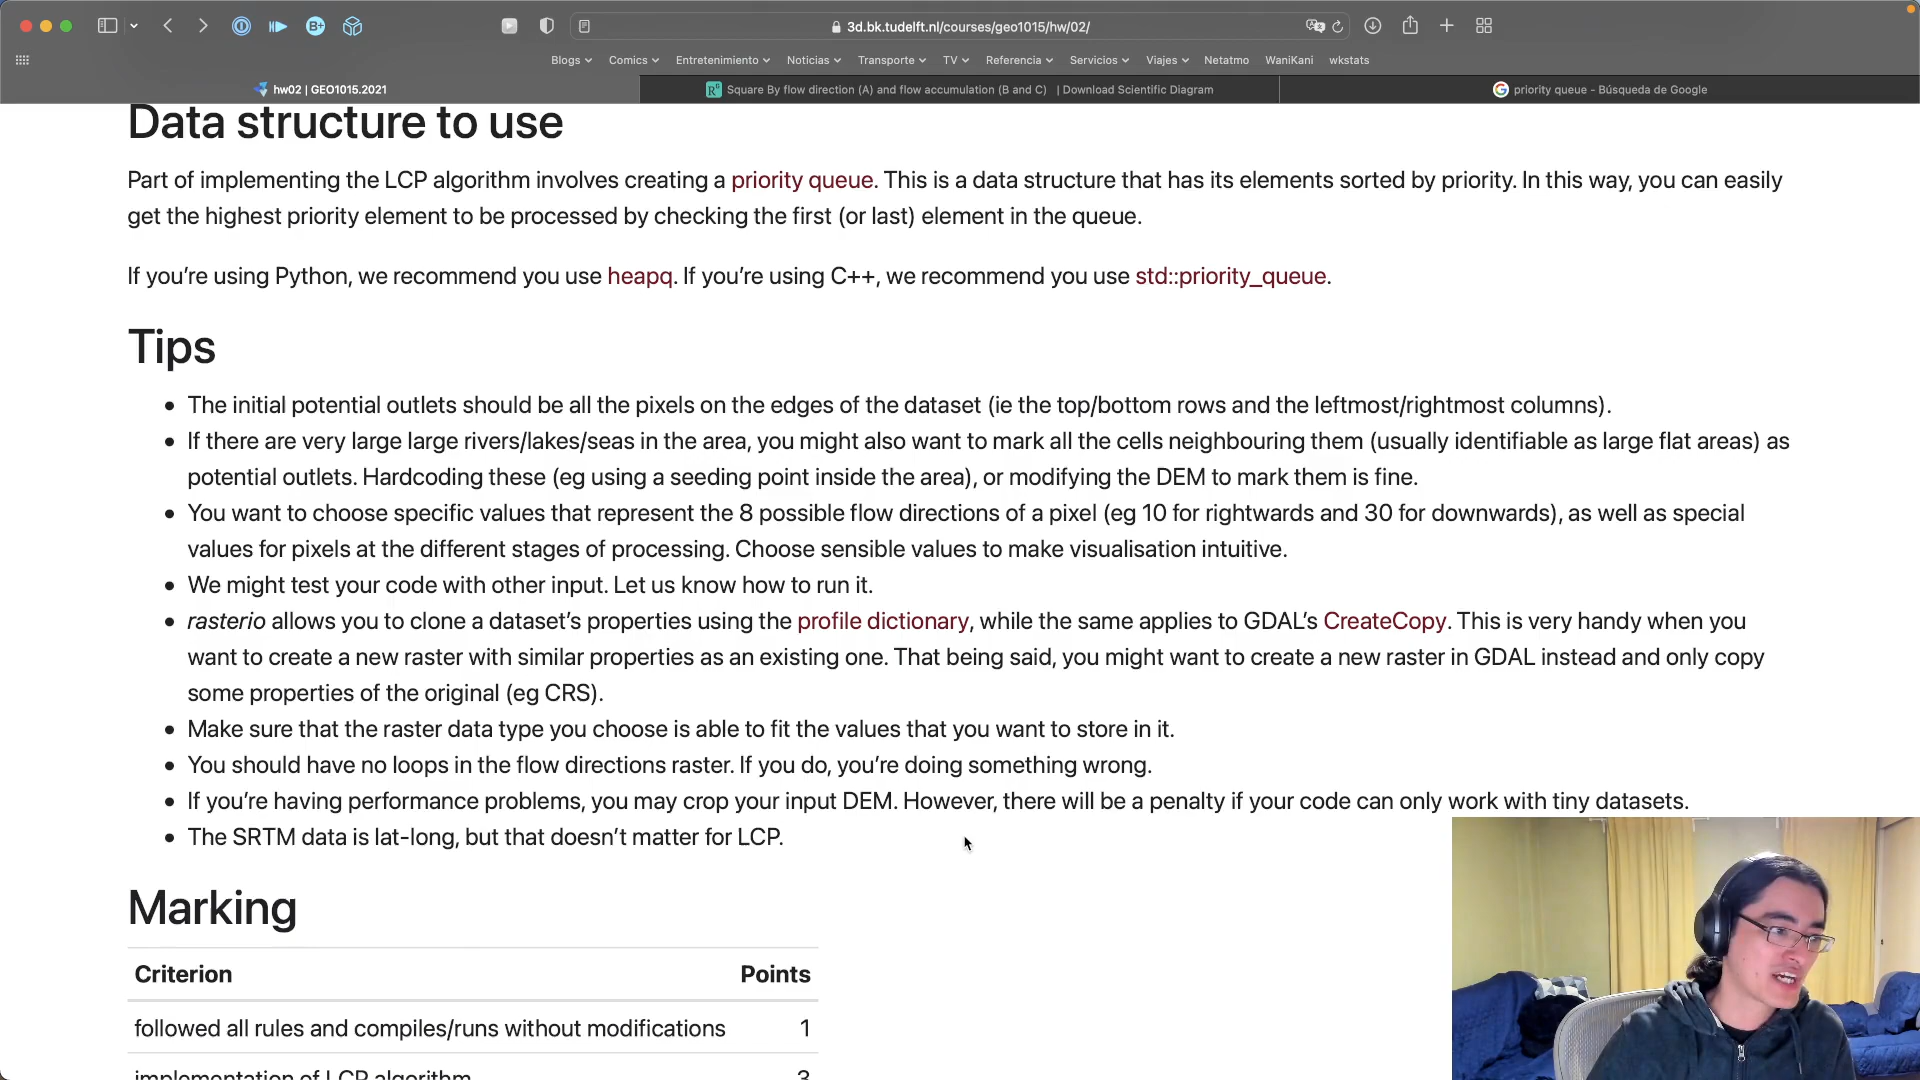 3d.bk.tudelft.nl/courses/geo1015/hw/02/
Blogs Comics Entretenimiento Noticias Transporte TV Referencia Servicios Viajes Netatmo WaniKani wkstats
hw02 | GEO1015.2021
Square By flow direction (A) and flow accumulation (B and C) | Download Scientific Diagram
priority queue - Búsqueda de Google
Data structure to use
Part of implementing the LCP algorithm involves creating a priority queue. This is a data structure that has its elements sorted by priority. In this way, you can easily
get the highest priority element to be processed by checking the first (or last) element in the queue.
If you’re using Python, we recommend you use heapq. If you’re using C++, we recommend you use std::priority_queue.
Tips
• The initial potential outlets should be all the pixels on the edges of the dataset (ie the top/bottom rows and the leftmost/rightmost columns).
• If there are very large large rivers/lakes/seas in the area, you might also want to mark all the cells neighbouring them (usually identifiable as large flat areas) as
potential outlets. Hardcoding these (eg using a seeding point inside the area), or modifying the DEM to mark them is fine.
• You want to choose specific values that represent the 8 possible flow directions of a pixel (eg 10 for rightwards and 30 for downwards), as well as special
values for pixels at the different stages of processing. Choose sensible values to make visualisation intuitive.
• We might test your code with other input. Let us know how to run it.
• rasterio allows you to clone a dataset’s properties using the profile dictionary, while the same applies to GDAL’s CreateCopy. This is very handy when you
want to create a new raster with similar properties as an existing one. That being said, you might want to create a new raster in GDAL instead and only copy
some properties of the original (eg CRS).
• Make sure that the raster data type you choose is able to fit the values that you want to store in it.
• You should have no loops in the flow directions raster. If you do, you’re doing something wrong.
• If you’re having performance problems, you may crop your input DEM. However, there will be a penalty if your code can only work with tiny datasets.
• The SRTM data is lat-long, but that doesn’t matter for LCP.
Marking
Criterion Points
followed all rules and compiles/runs without modifications 1
implementation of LCP algorithm 3